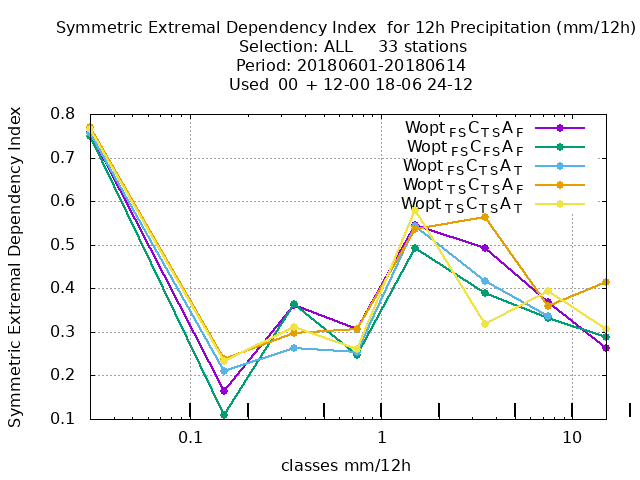 Symmetric Extremal Dependency Index  for 12h Precipitation (mm/12h)
Selection: ALL     33 stations
Period: 20180601-20180614
Used  00 + 12-00 18-06 24-12
Symmetric Extremal Dependency Index
0.8
0.7
0.6
0.5
0.4
0.3
0.2
0.1
Wopt FS C TS A F
Wopt FS C FS A F
Wopt FS C TS A T
Wopt TS C TS A F
Wopt TS C TS A T
0.1 1 10
classes mm/12h